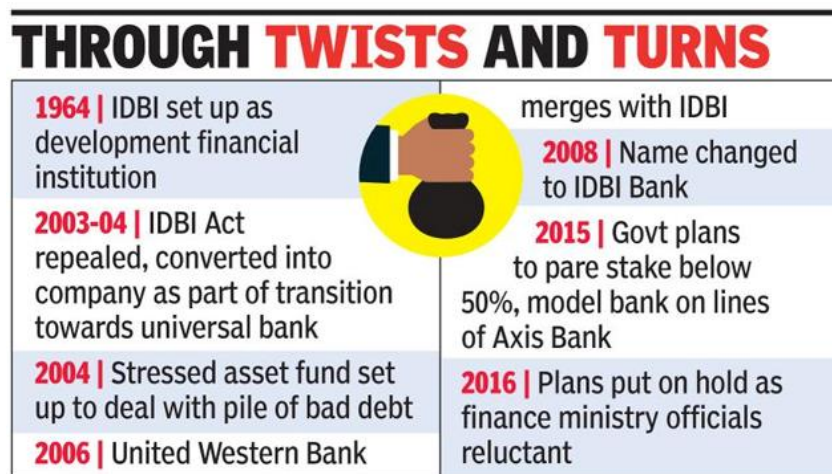 THROUGH TWISTS AND TURNS
1964 | IDBI set up as
development financial
institution
2003-04 | IDBI Act
repealed, converted into
company as part of transition
towards universal bank
2004 | Stressed asset fund set
up to deal with pile of bad debt
2006 | United Western Bank
merges with IDBI
2008 | Name changed
to IDBI Bank
2015 | Govt plans
to pare stake below
50%, model bank on lines
of Axis Bank
2016 | Plans put on hold as
finance ministry officials
reluctant